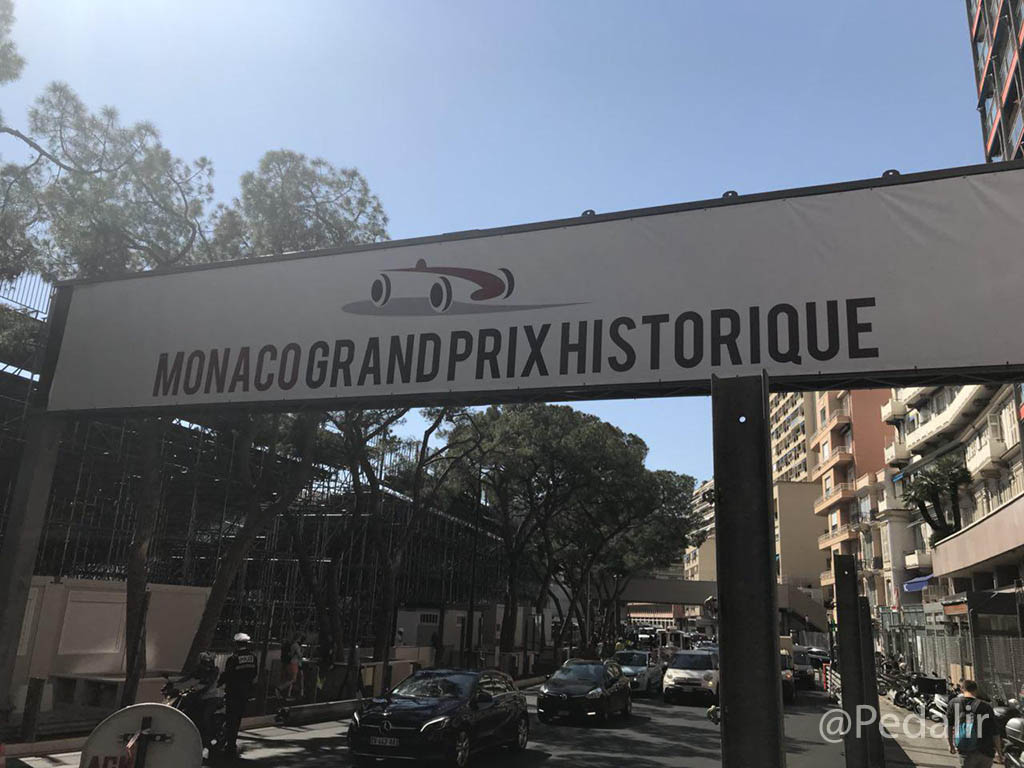 MONACO GRAND PRIX HISTORIQUE
@Pedalir